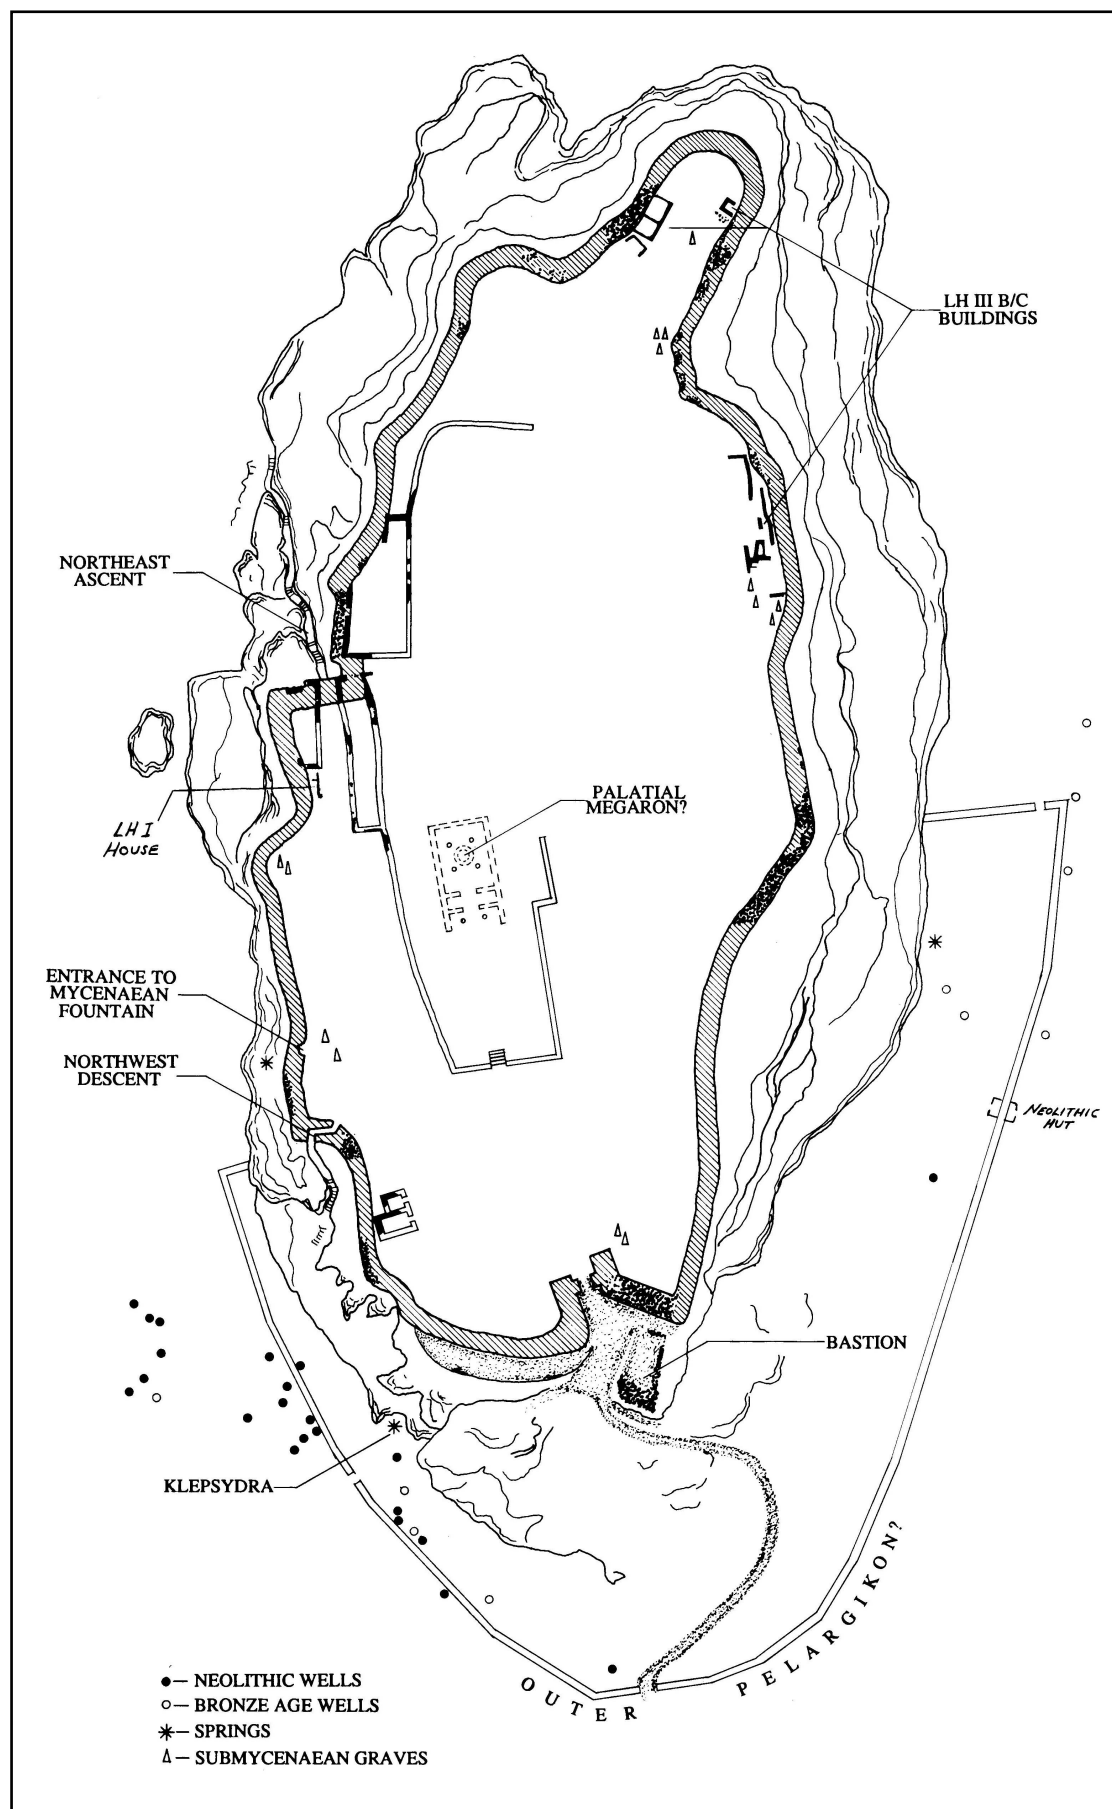 LH III B/C
BUILDINGS
NORTHEAST
ASCENT
PALATIAL
MEGARON?
LH I
HOUSE
ENTRANCE TO
MYCENAEAN
FOUNTAIN
NORTHWEST
DESCENT
NEOLITHIC
HUT
BASTION
KLEPSYDRA
OUTER PELARGIKON?
●— NEOLITHIC WELLS
○— BRONZE AGE WELLS
✳— SPRINGS
△— SUBMYCENAEAN GRAVES